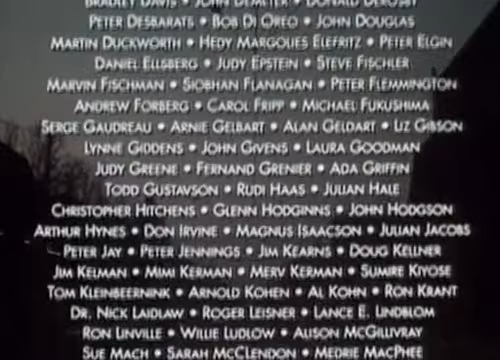 BRADLEY DAVIS • JOHN DEMETER • DONALD DEROSBY
PETER DESBARATS • BOB DI OREO • JOHN DOUGLAS
MARTIN DUCKWORTH • HEDY MARGOLIES ELEFRITZ • PETER ELGIN
DANIEL ELLSBERG • JUDY EPSTEIN • STEVE FISCHLER
MARVIN FISCHMAN • SIOBHAN FLANAGAN • PETER FLEMMINGTON
ANDREW FORBERG • CAROL FRIPP • MICHAEL FUKUSHIMA
SERGE GAUDREAU • ARNIE GELBART • ALAN GELDART • LIZ GIBSON
LYNNE GIDDENS • JOHN GIVENS • LAURA GOODMAN
JUDY GREENE • FERNAND GRENIER • ADA GRIFFIN
TODD GUSTAVSON • RUDI HAAS • JULIAN HALE
CHRISTOPHER HITCHENS • GLENN HODGINNS • JOHN HODGSON
ARTHUR HYNES • DON IRVINE • MAGNUS ISAACSON • JULIAN JACOBS
PETER JAY • PETER JENNINGS • JIM KEARNS • DOUG KELLNER
JIM KELMAN • MIMI KERMAN • MERV KERMAN • SUMIRE KIYOSE
TOM KLEINBEERNINK • ARNOLD KOHEN • AL KOHN • RON KRANT
DR. NICK LAIDLAW • ROGER LEISNER • LANCE E. LINDBLOM
RON LINVILLE • WILLIE LUDLOW • ALISON MCGILLIVRAY
SUE MACH • SARAH MCCLENDON • MEDRIE MACPHEE